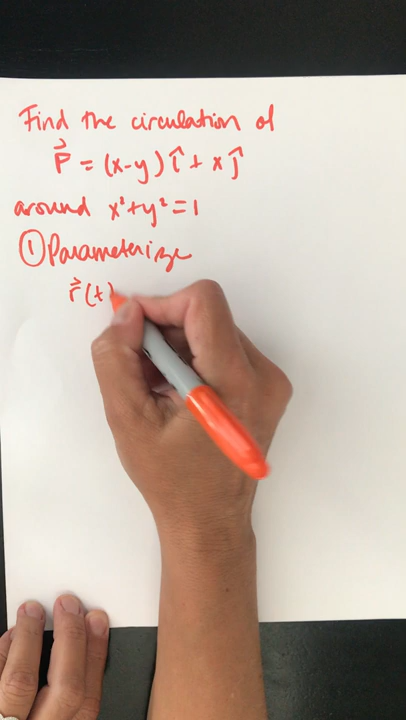 Find the circulation of
F⃗ = (x-y) î + x ĵ
around x²+y²=1
① Parameterize
r⃗(t)